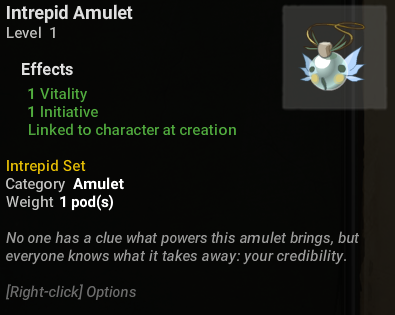 Intrepid Amulet
Level 1
Effects
1 Vitality
1 Initiative
Linked to character at creation
Intrepid Set
Category Amulet
Weight 1 pod(s)
No one has a clue what powers this amulet brings, but
everyone knows what it takes away: your credibility.
[Right-click] Options